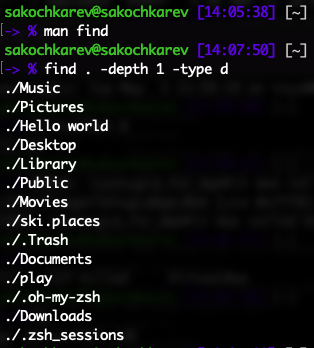 sakochkarev@sakochkarev [14:05:38] [~]
[-> % man find
sakochkarev@sakochkarev [14:07:50] [~]
[-> % find . -depth 1 -type d
./Music
./Pictures
./Hello world
./Desktop
./Library
./Public
./Movies
./ski.places
./.Trash
./Documents
./play
./.oh-my-zsh
./Downloads
./.zsh_sessions